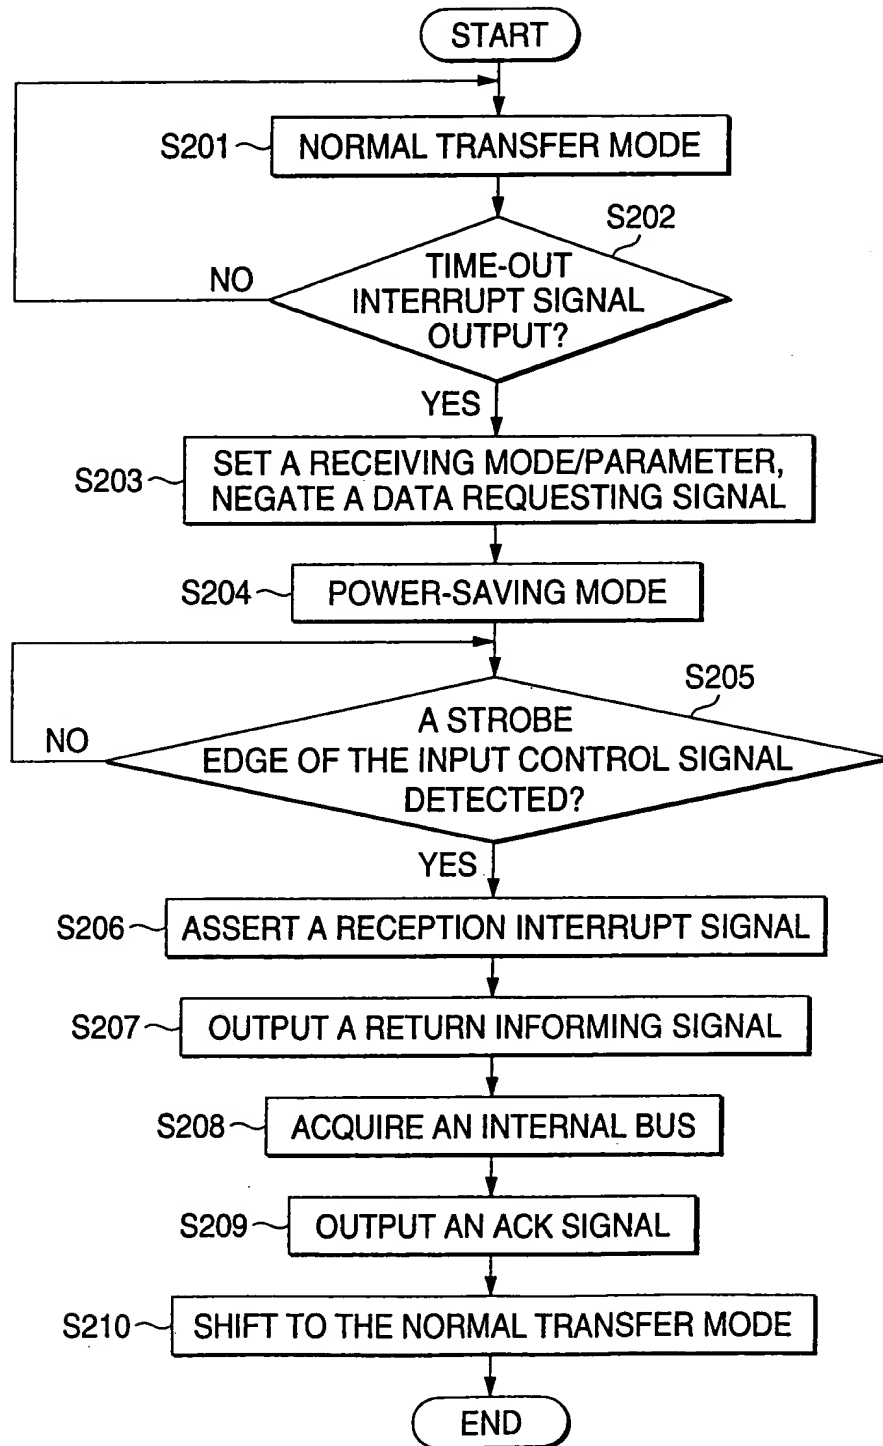 START
S201
NORMAL TRANSFER MODE
S202
TIME-OUT
INTERRUPT SIGNAL
OUTPUT?
NO
YES
S203
SET A RECEIVING MODE/PARAMETER,
NEGATE A DATA REQUESTING SIGNAL
S204
POWER-SAVING MODE
S205
A STROBE
EDGE OF THE INPUT CONTROL SIGNAL
DETECTED?
NO
YES
S206
ASSERT A RECEPTION INTERRUPT SIGNAL
S207
OUTPUT A RETURN INFORMING SIGNAL
S208
ACQUIRE AN INTERNAL BUS
S209
OUTPUT AN ACK SIGNAL
S210
SHIFT TO THE NORMAL TRANSFER MODE
END